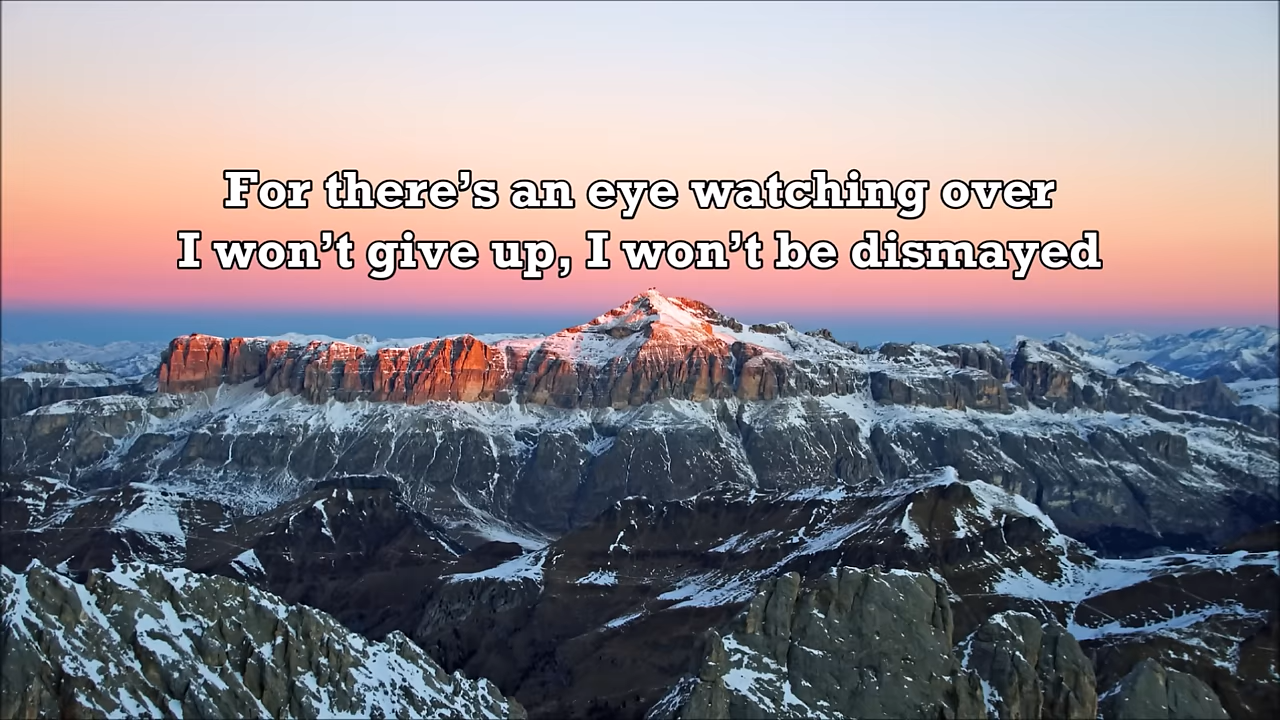 For there’s an eye watching over
I won’t give up, I won’t be dismayed